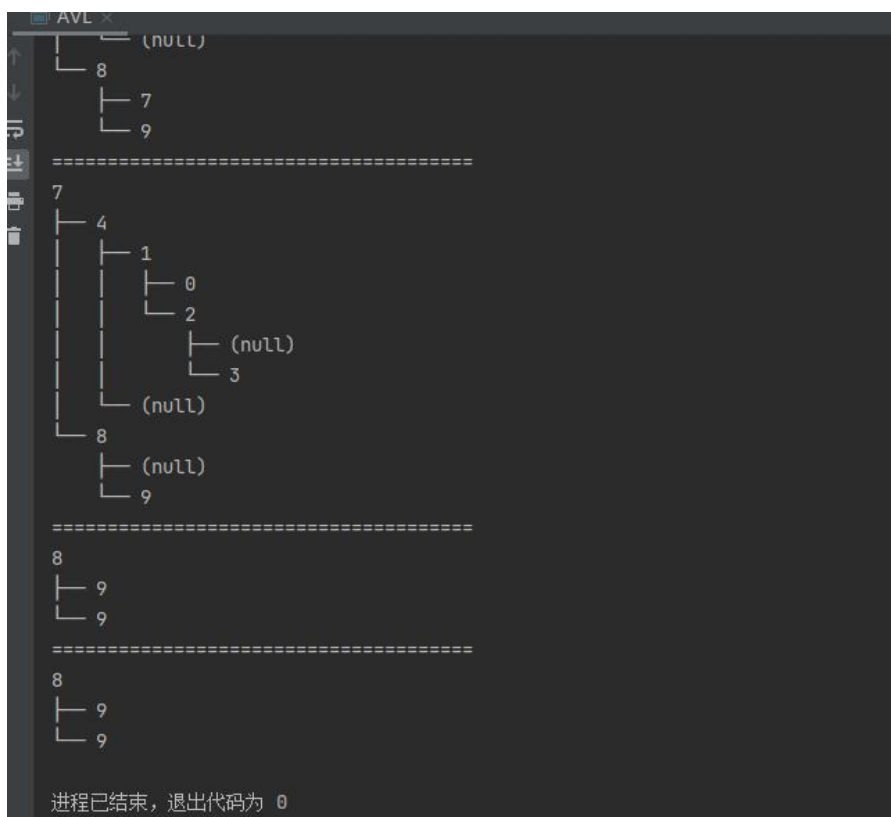 AVL ×
│   └── (null)
└── 8
    ├── 7
    └── 9
======================================
7
├── 4
│   ├── 1
│   │   ├── 0
│   │   └── 2
│   │       ├── (null)
│   │       └── 3
│   └── (null)
└── 8
    ├── (null)
    └── 9
======================================
8
├── 9
└── 9
======================================
8
├── 9
└── 9
进程已结束，退出代码为 0